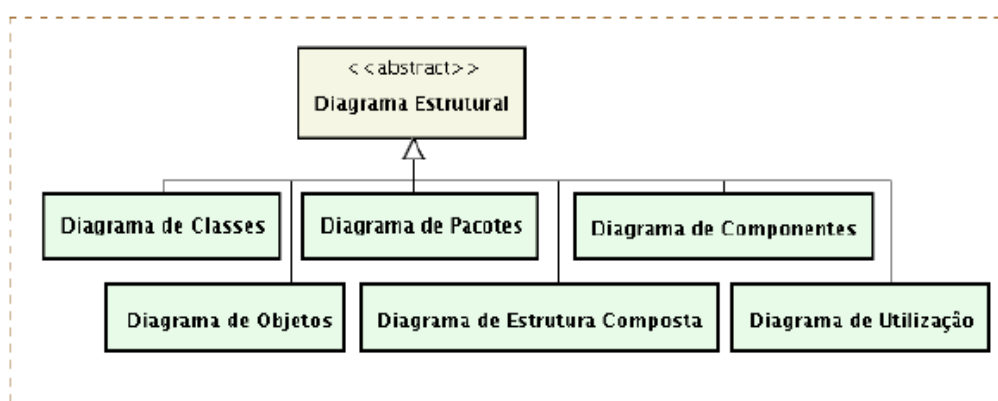 <<abstract>>
Diagrama Estrutural
Diagrama de Classes
Diagrama de Pacotes
Diagrama de Componentes
Diagrama de Objetos
Diagrama de Estrutura Composta
Diagrama de Utilização